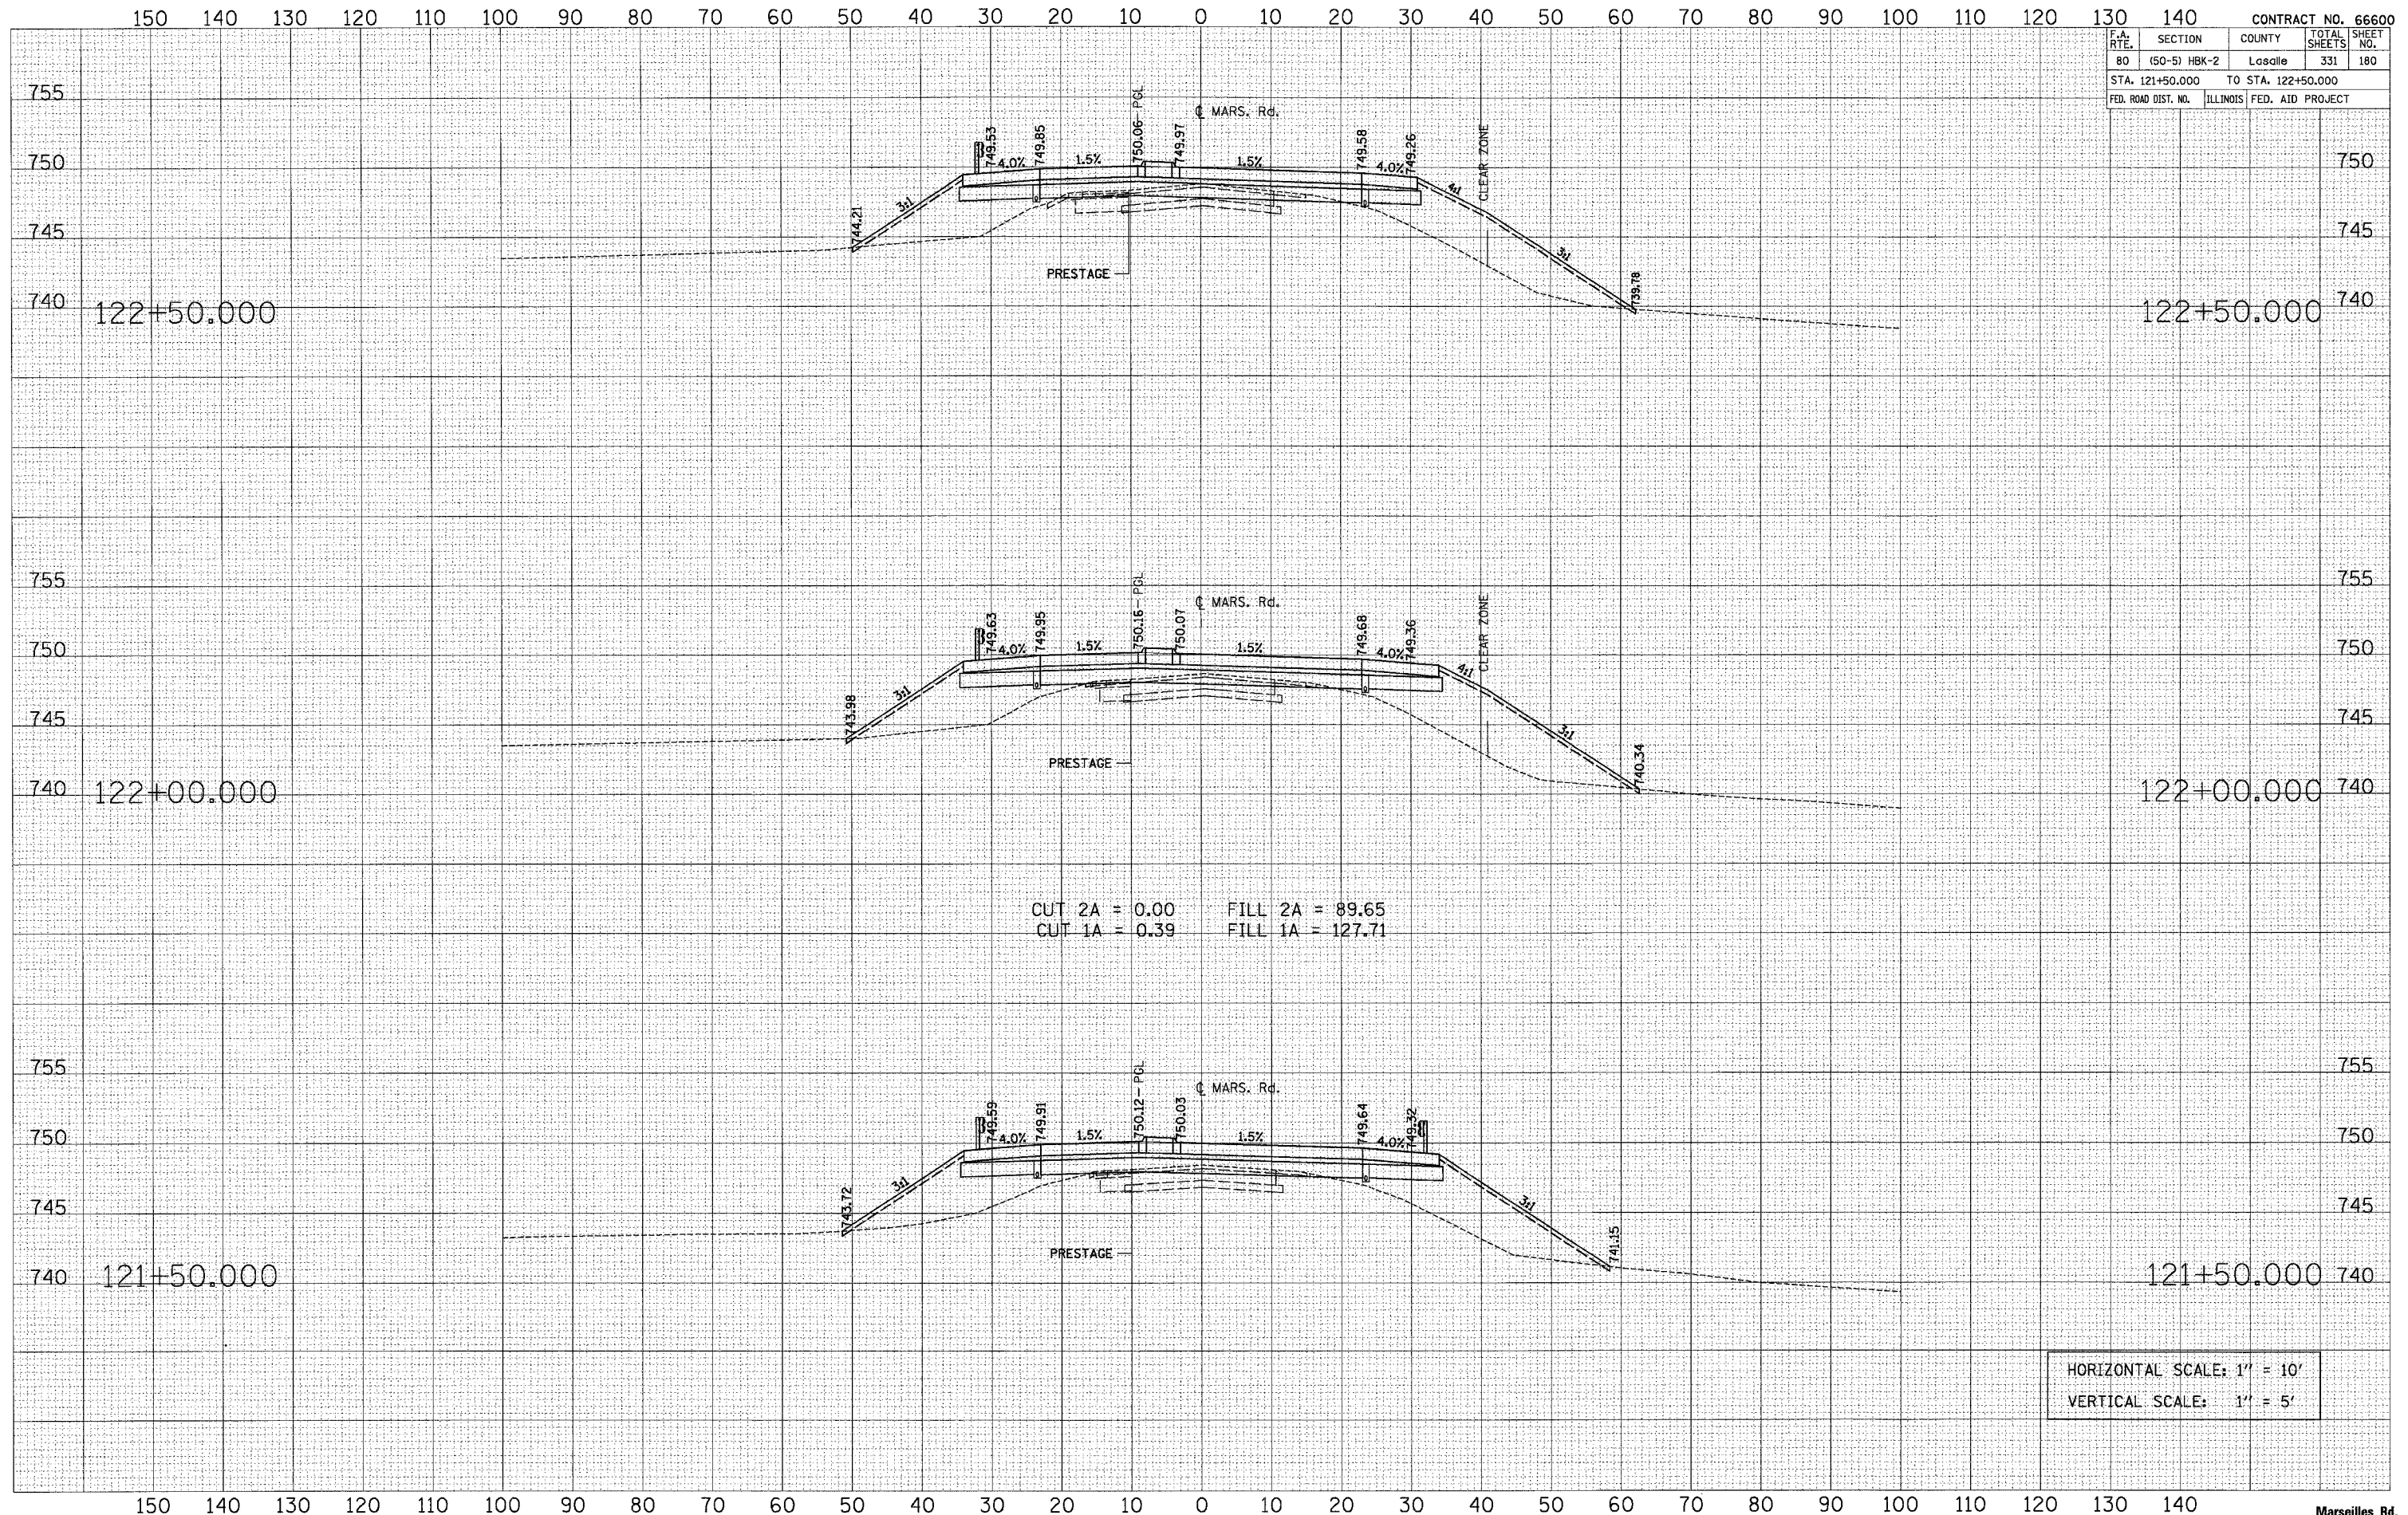 150 140 130 120 110 100 90 80 70 60 50 40 30 20 10 0 10 20 30 40 50 60 70 80 90 100 110 120 130 140
CONTRACT NO. 66600
F.A. RTE. SECTION COUNTY TOTAL SHEETS SHEET NO.
80 (50-5) HBK-2 Lasalle 331 180
STA. 121+50.000 TO STA. 122+50.000
FED. ROAD DIST. NO. ILLINOIS FED. AID PROJECT
755
℄ MARS. Rd.
749.53 749.85 750.06 - PGL 749.97 749.58 749.26 CLEAR ZONE
750 4.0% 1.5% 1.5% 4.0% 750
3:1 4:1
745 744.21 3:1 745
PRESTAGE
740 122+50.000 739.78 122+50.000 740
755 755
℄ MARS. Rd.
749.63 749.95 750.16 - PGL 750.07 749.68 749.36 CLEAR ZONE
750 4.0% 1.5% 1.5% 4.0% 750
3:1 4:1
745 743.98 3:1 745
PRESTAGE 740.34
740 122+00.000 122+00.000 740
CUT 2A = 0.00 FILL 2A = 89.65
CUT 1A = 0.39 FILL 1A = 127.71
755 755
℄ MARS. Rd.
749.59 749.91 750.12 - PGL 750.03 749.64 749.32
750 4.0% 1.5% 1.5% 4.0% 750
3:1
745 743.72 3:1 745
PRESTAGE 741.15
740 121+50.000 121+50.000 740
HORIZONTAL SCALE: 1" = 10'
VERTICAL SCALE: 1" = 5'
150 140 130 120 110 100 90 80 70 60 50 40 30 20 10 0 10 20 30 40 50 60 70 80 90 100 110 120 130 140
Marseilles Rd.